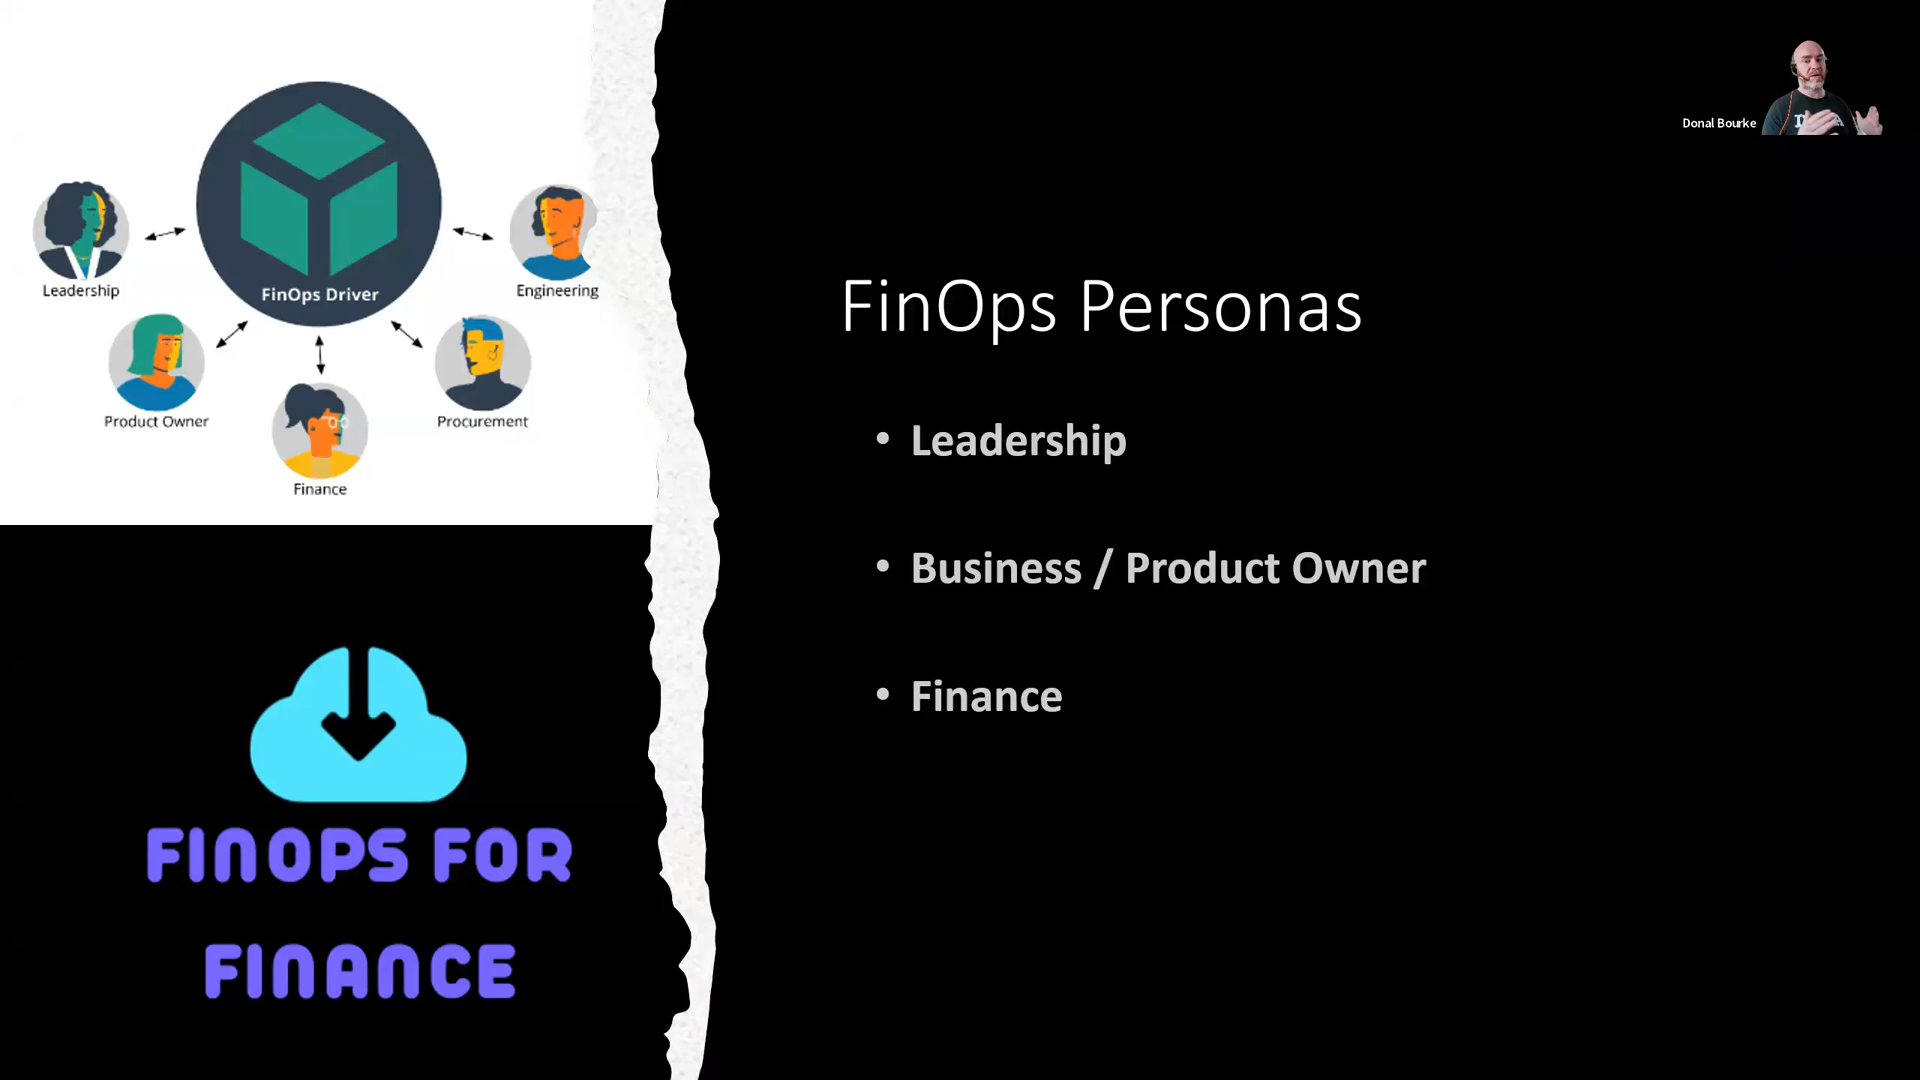 FinOps Driver
Leadership
Engineering
Product Owner
Procurement
Finance
FINOPS FOR
FINANCE
FinOps Personas
• Leadership
• Business / Product Owner
• Finance
Donal Bourke